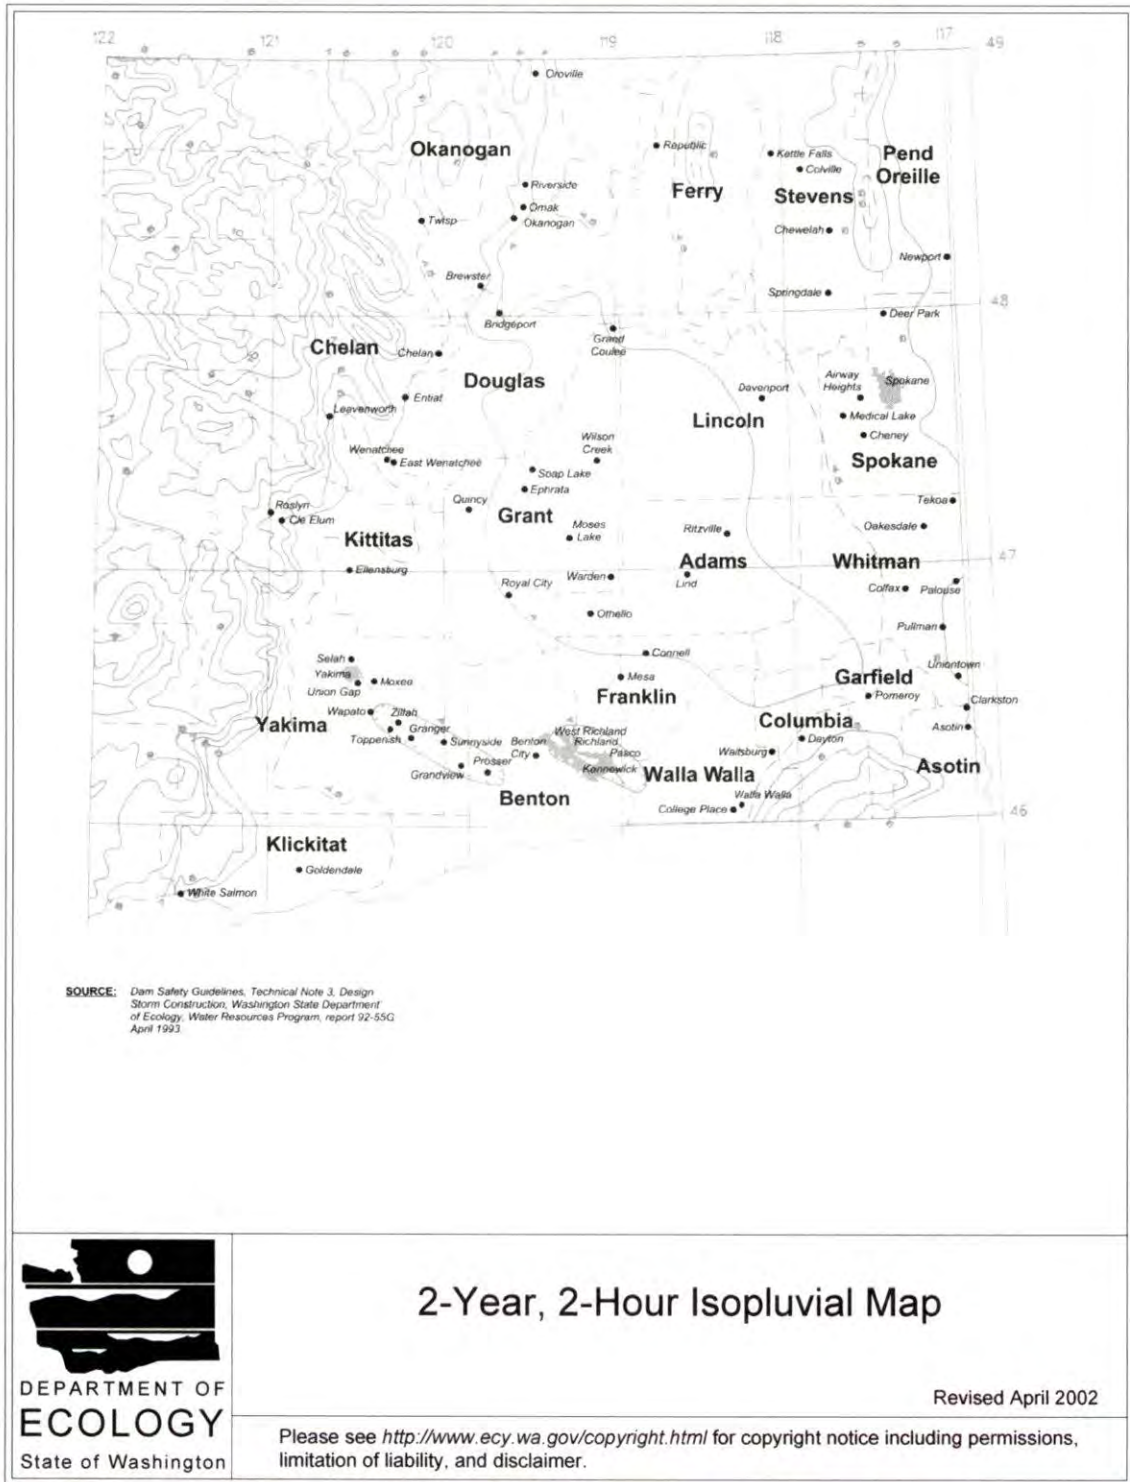 122 121 120 119 118 117 49
Oroville
Okanogan
Republic
Kettle Falls
Colville
Pend
Oreille
Riverside
Ferry
Stevens
Omak
Okanogan
Twisp
Chewelah
Newport
Brewster
Springdale
48
Bridgeport
Grand
Coulee
Deer Park
Chelan
Chelan
Douglas
Airway
Heights
Spokane
Davenport
Entiat
Leavenworth
Lincoln
Medical Lake
Cheney
Wilson
Creek
Wenatchee
East Wenatchee
Spokane
Soap Lake
Ephrata
Quincy
Tekoa
Roslyn
Cle Elum
Grant
Moses
Lake
Ritzville
Oakesdale
Kittitas
47
Adams
Whitman
Ellensburg
Royal City
Warden
Lind
Colfax
Palouse
Othello
Pullman
Connell
Selah
Yakima
Union Gap
Moxee
Mesa
Franklin
Garfield
Uniontown
Pomeroy
Clarkston
Wapato
Zillah
Yakima
Granger
Toppenish
Columbia
Asotin
West Richland
Sunnyside
Benton
City
Richland
Dayton
Pasco
Waitsburg
Prosser
Grandview
Kennewick
Walla Walla
Asotin
Benton
Walla Walla
College Place
46
Klickitat
Goldendale
White Salmon
SOURCE: Dam Safety Guidelines, Technical Note 3, Design
Storm Construction, Washington State Department
of Ecology, Water Resources Program, report 92-55G
April 1993
2-Year, 2-Hour Isopluvial Map
DEPARTMENT OF
ECOLOGY
State of Washington
Revised April 2002
Please see http://www.ecy.wa.gov/copyright.html for copyright notice including permissions,
limitation of liability, and disclaimer.